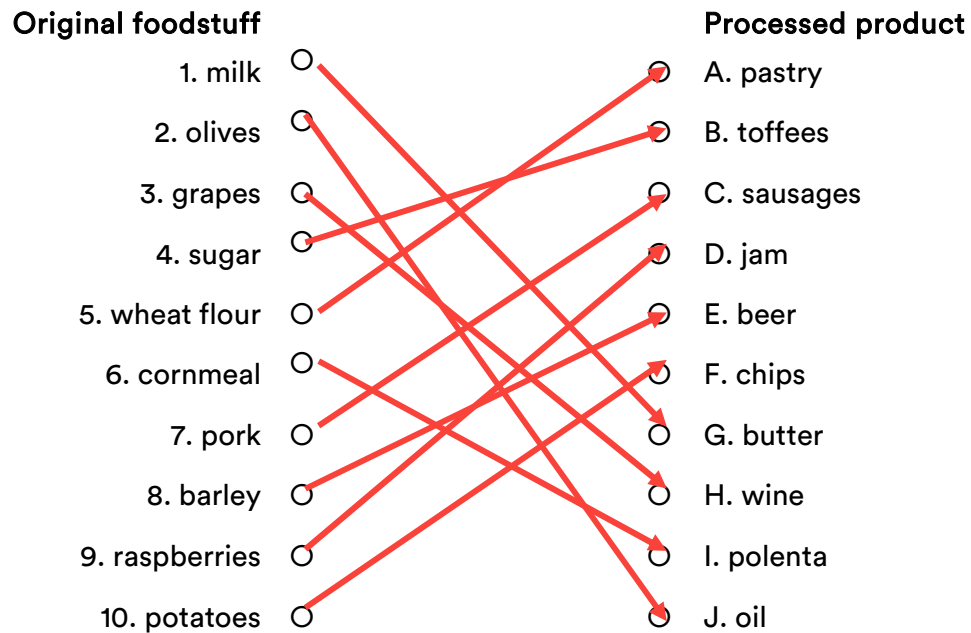 Original foodstuff Processed product
1. milk A. pastry
2. olives B. toffees
3. grapes C. sausages
4. sugar D. jam
5. wheat flour E. beer
6. cornmeal F. chips
7. pork G. butter
8. barley H. wine
9. raspberries I. polenta
10. potatoes J. oil